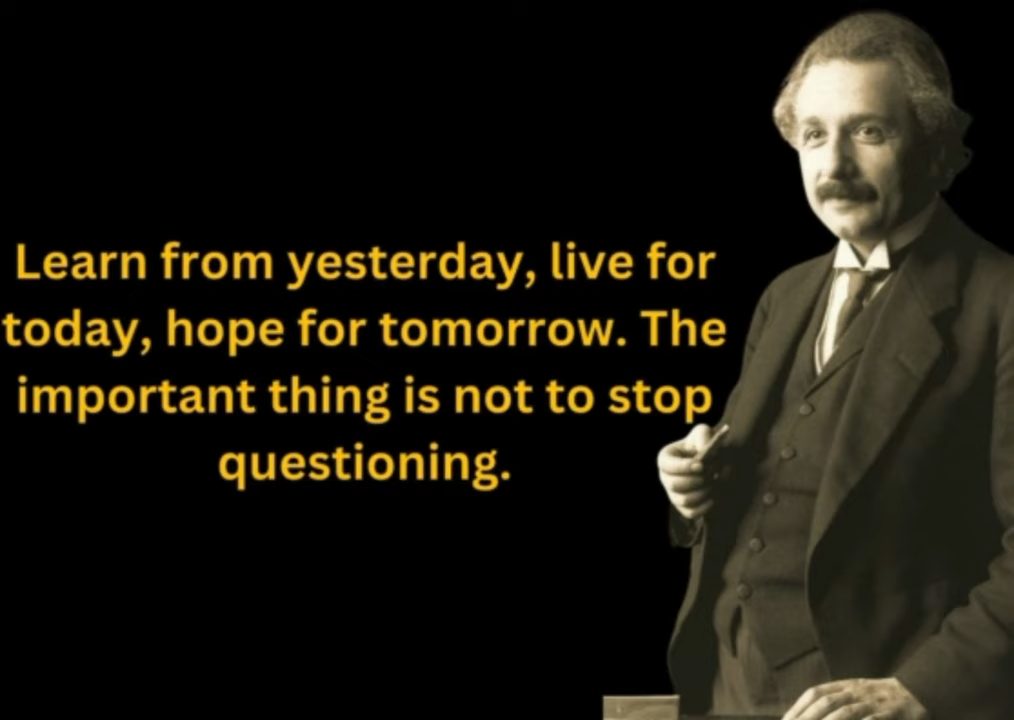 Learn from yesterday, live for
today, hope for tomorrow. The
important thing is not to stop
questioning.